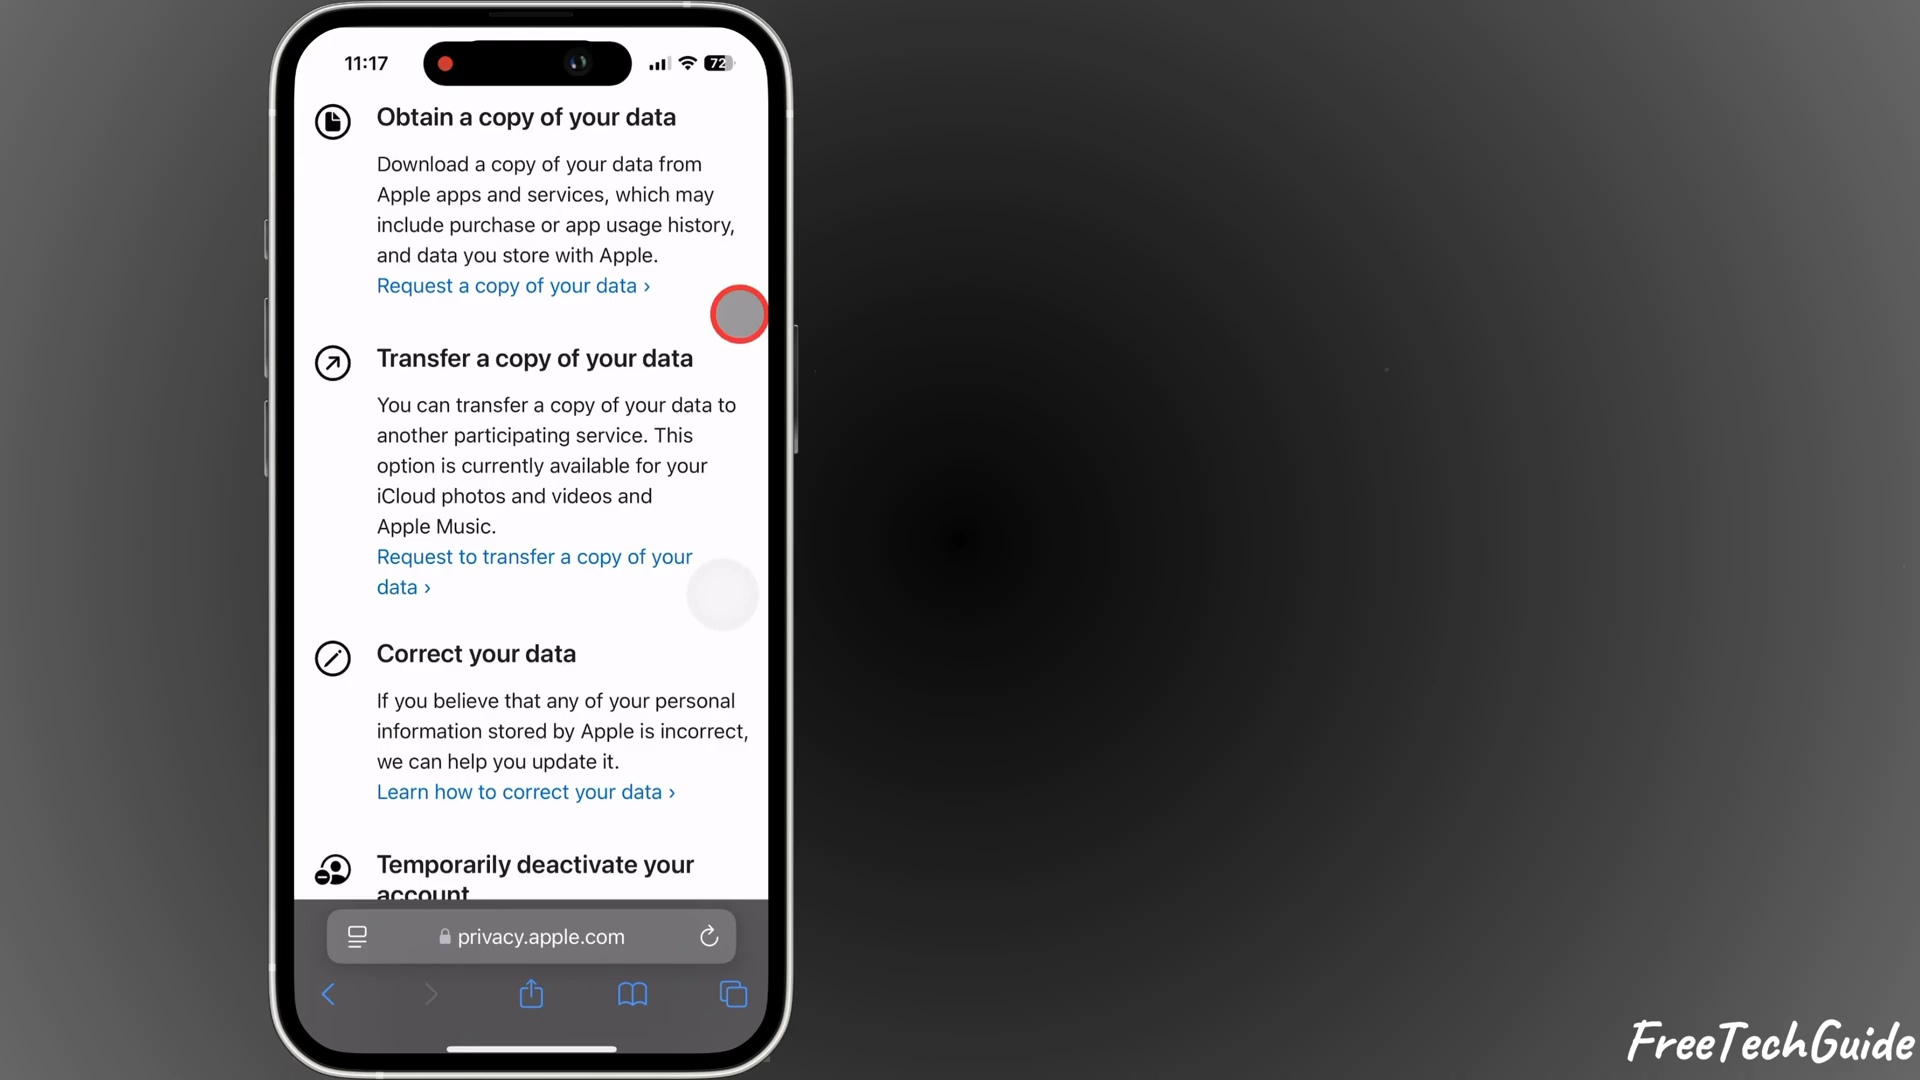 11:17
72
Obtain a copy of your data
Download a copy of your data from
Apple apps and services, which may
include purchase or app usage history,
and data you store with Apple.
Request a copy of your data ›
Transfer a copy of your data
You can transfer a copy of your data to
another participating service. This
option is currently available for your
iCloud photos and videos and
Apple Music.
Request to transfer a copy of your
data ›
Correct your data
If you believe that any of your personal
information stored by Apple is incorrect,
we can help you update it.
Learn how to correct your data ›
Temporarily deactivate your
account
privacy.apple.com
FreeTechGuide